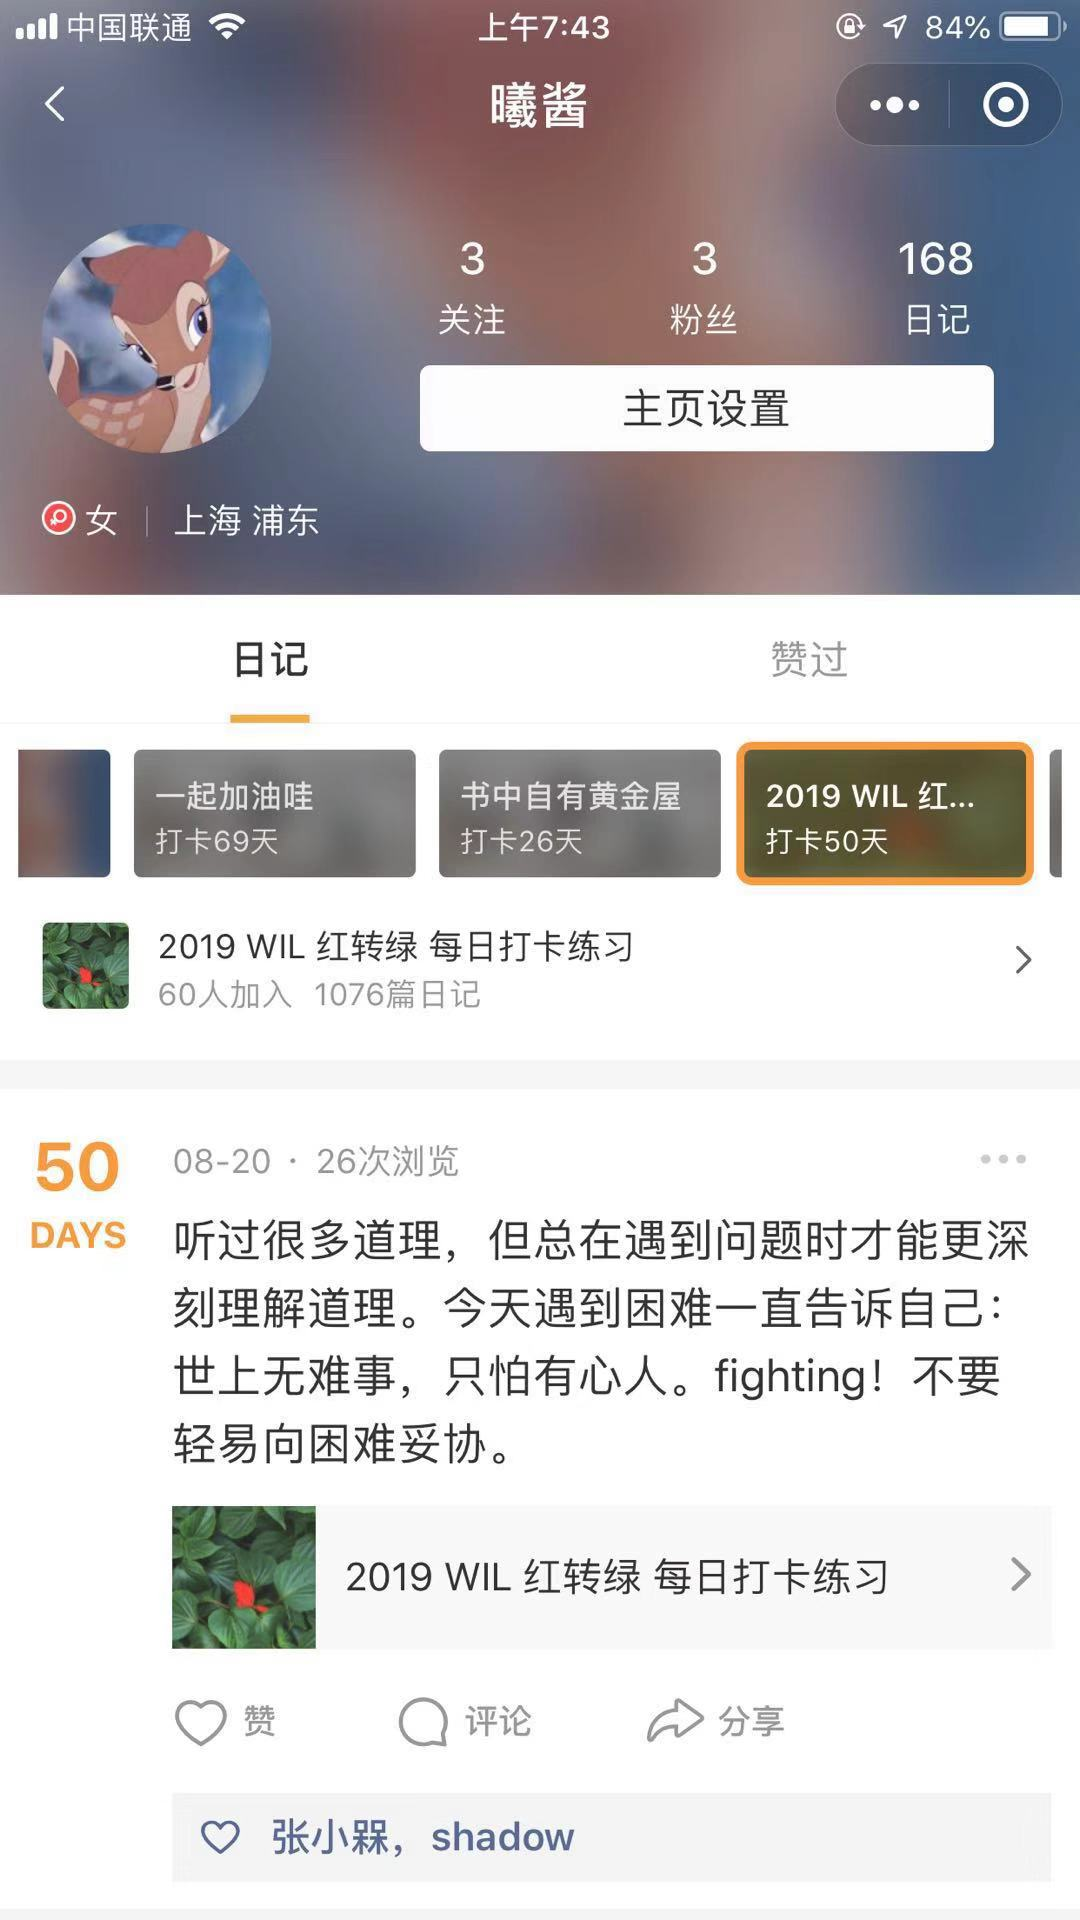 中国联通
上午7:43
84%
曦酱
3
3
168
关注
粉丝
日记
主页设置
女
上海 浦东
日记
赞过
一起加油哇
打卡69天
书中自有黄金屋
打卡26天
2019 WIL 红...
打卡50天
2019 WIL 红转绿 每日打卡练习
60人加入 1076篇日记
50
DAYS
08-20 · 26次浏览
听过很多道理，但总在遇到问题时才能更深
刻理解道理。今天遇到困难一直告诉自己：
世上无难事，只怕有心人。fighting！不要
轻易向困难妥协。
2019 WIL 红转绿 每日打卡练习
赞
评论
分享
张小槑，shadow